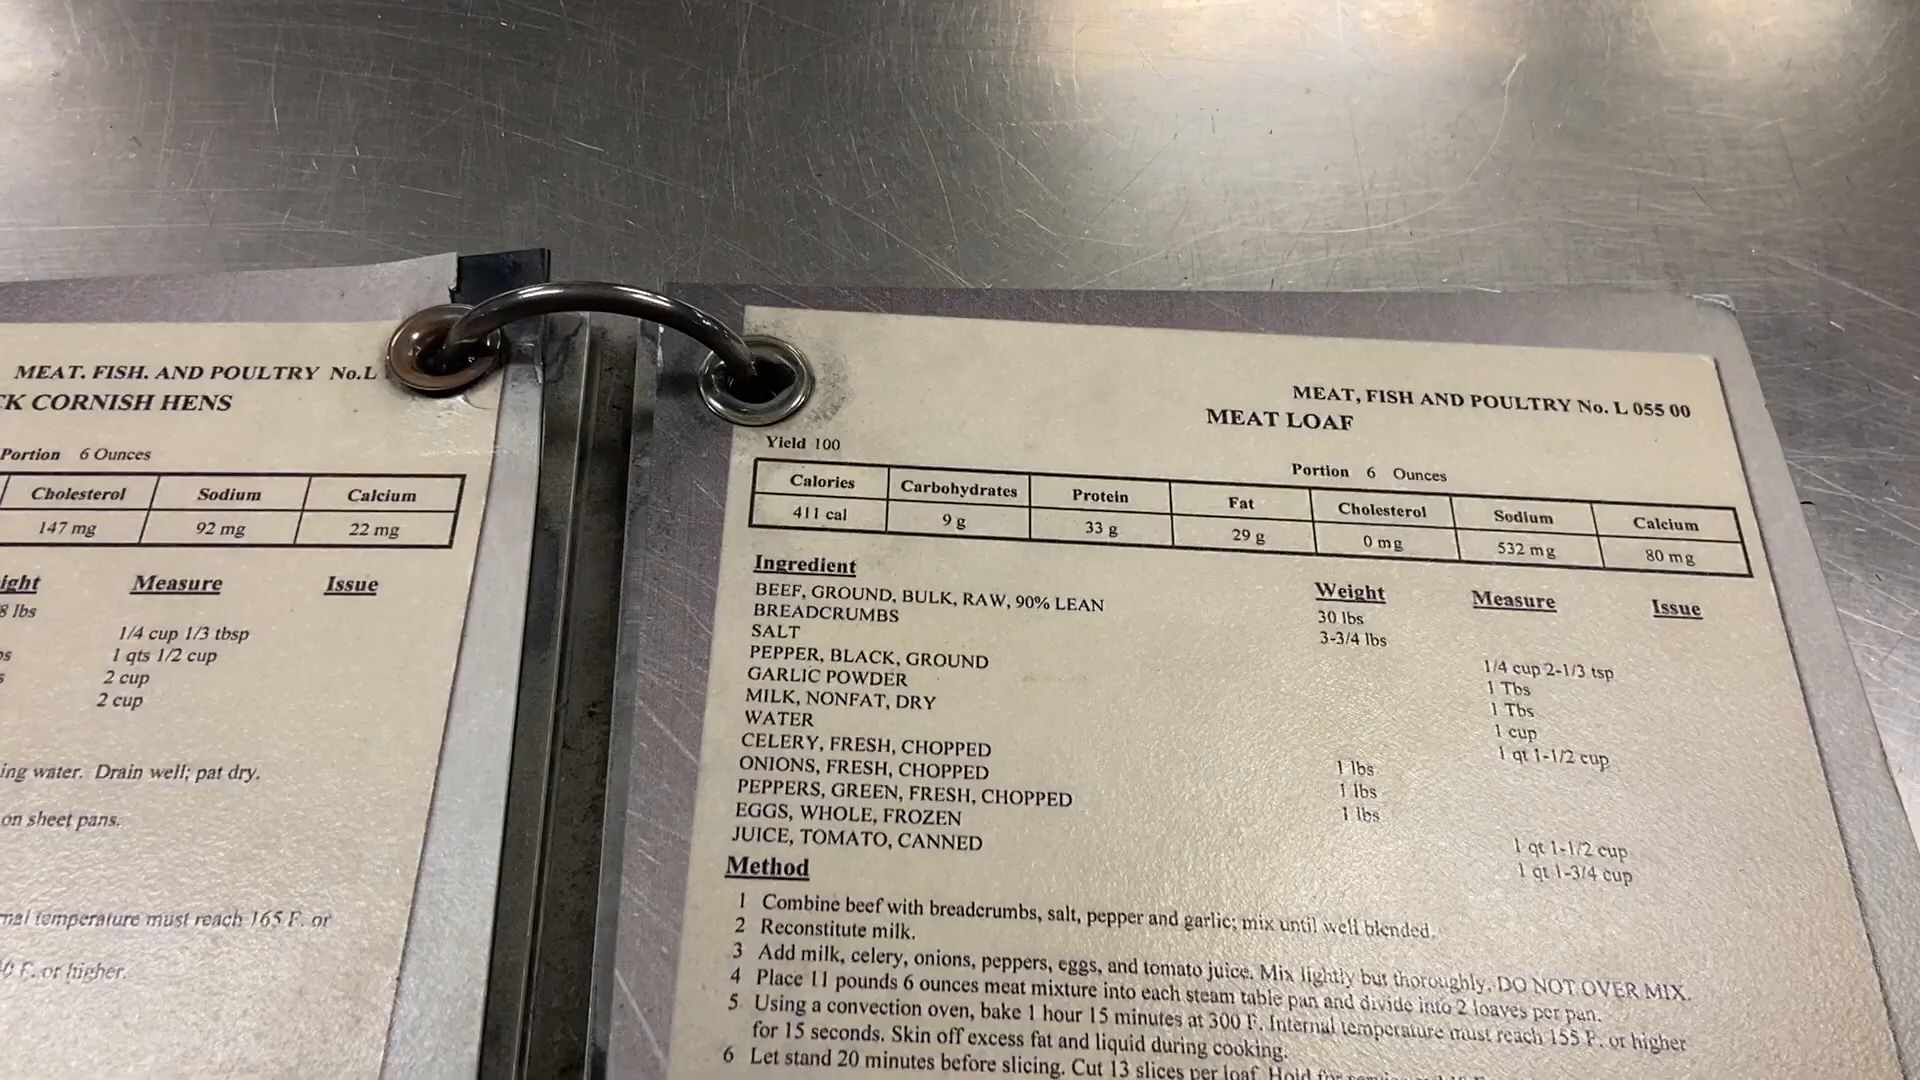 MEAT. FISH. AND POULTRY No.L
CK CORNISH HENS
Portion 6 Ounces
Cholesterol Sodium Calcium
147 mg 92 mg 22 mg
Measure Issue
8 lbs
1/4 cup 1/3 tbsp
1 qts 1/2 cup
2 cup
2 cup
ing water. Drain well; pat dry.
on sheet pans.
temperature must reach 165 F. or
F. or higher.
MEAT, FISH AND POULTRY No. L 055 00
MEAT LOAF
Yield 100
Portion 6 Ounces
Calories Carbohydrates Protein Fat Cholesterol Sodium Calcium
411 cal 9 g 33 g 29 g 0 mg 532 mg 80 mg
Ingredient Weight Measure Issue
BEEF, GROUND, BULK, RAW, 90% LEAN 30 lbs
BREADCRUMBS 3-3/4 lbs
SALT 1/4 cup 2-1/3 tsp
PEPPER, BLACK, GROUND 1 Tbs
GARLIC POWDER 1 Tbs
MILK, NONFAT, DRY 1 cup
WATER 1 qt 1-1/2 cup
CELERY, FRESH, CHOPPED 1 lbs
ONIONS, FRESH, CHOPPED 1 lbs
PEPPERS, GREEN, FRESH, CHOPPED 1 lbs
EGGS, WHOLE, FROZEN 1 qt 1-1/2 cup
JUICE, TOMATO, CANNED 1 qt 1-3/4 cup
Method
1 Combine beef with breadcrumbs, salt, pepper and garlic; mix until well blended.
2 Reconstitute milk.
3 Add milk, celery, onions, peppers, eggs, and tomato juice. Mix lightly but thoroughly. DO NOT OVER MIX.
4 Place 11 pounds 6 ounces meat mixture into each steam table pan and divide into 2 loaves per pan.
5 Using a convection oven, bake 1 hour 15 minutes at 300 F. Internal temperature must reach 155 F. or higher
for 15 seconds. Skin off excess fat and liquid during cooking.
6 Let stand 20 minutes before slicing. Cut 13 slices per loaf. Hold for